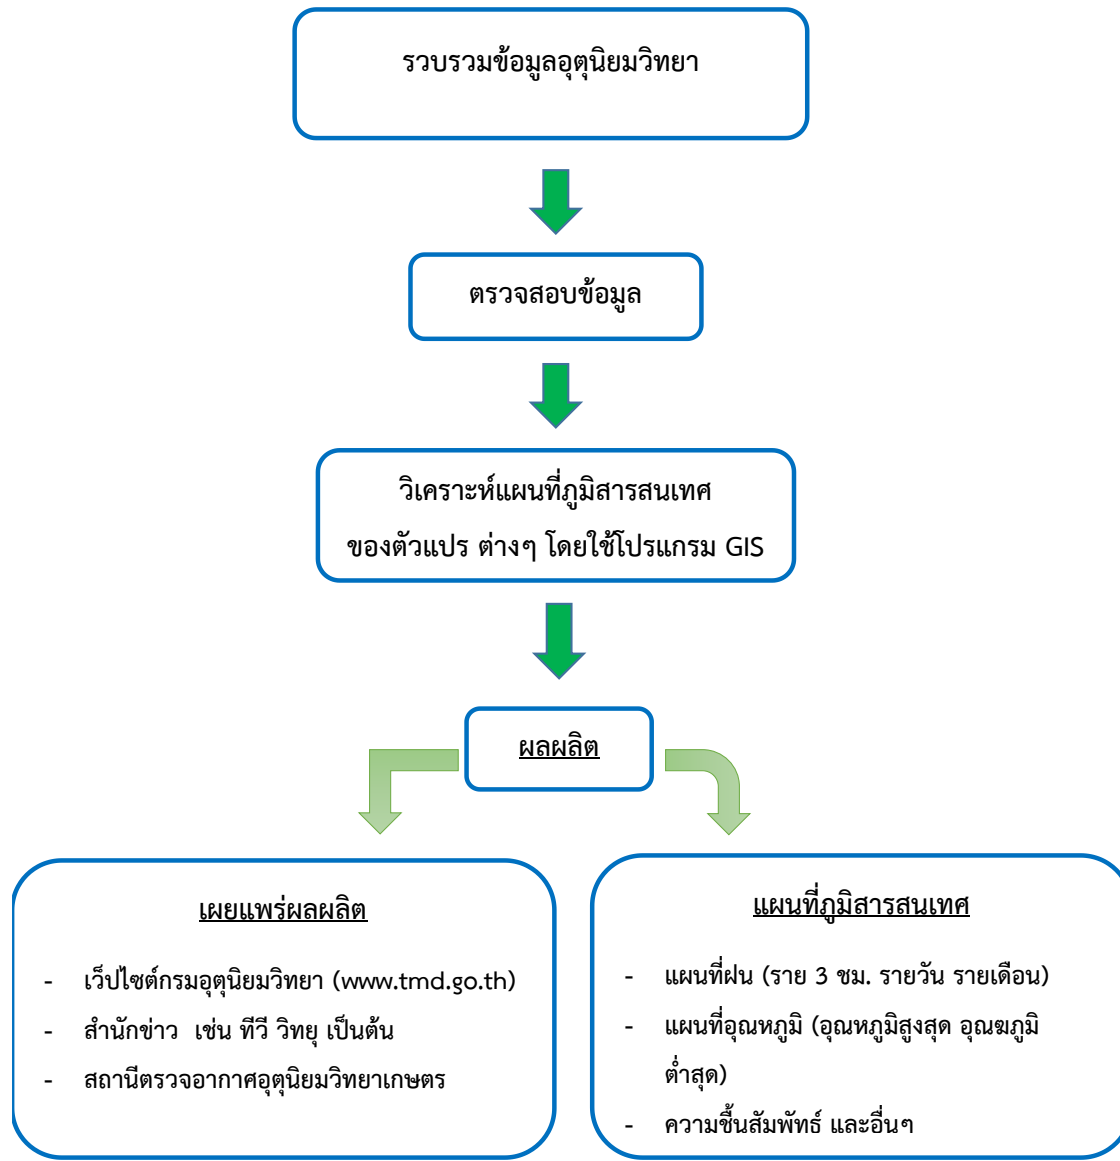 รวบรวมข้อมูลอุตุนิยมวิทยา
ตรวจสอบข้อมูล
วิเคราะห์แผนที่ภูมิสารสนเทศ
ของตัวแปร ต่างๆ โดยใช้โปรแกรม GIS
ผลผลิต
เผยแพร่ผลผลิต
- เว็ปไซต์กรมอุตุนิยมวิทยา (www.tmd.go.th)
- สำนักข่าว เช่น ทีวี วิทยุ เป็นต้น
- สถานีตรวจอากาศอุตุนิยมวิทยาเกษตร
แผนที่ภูมิสารสนเทศ
- แผนที่ฝน (ราย 3 ชม. รายวัน รายเดือน)
- แผนที่อุณหภูมิ (อุณหภูมิสูงสุด อุณฆภูมิ
ต่ำสุด)
- ความชื้นสัมพัทธ์ และอื่นๆ